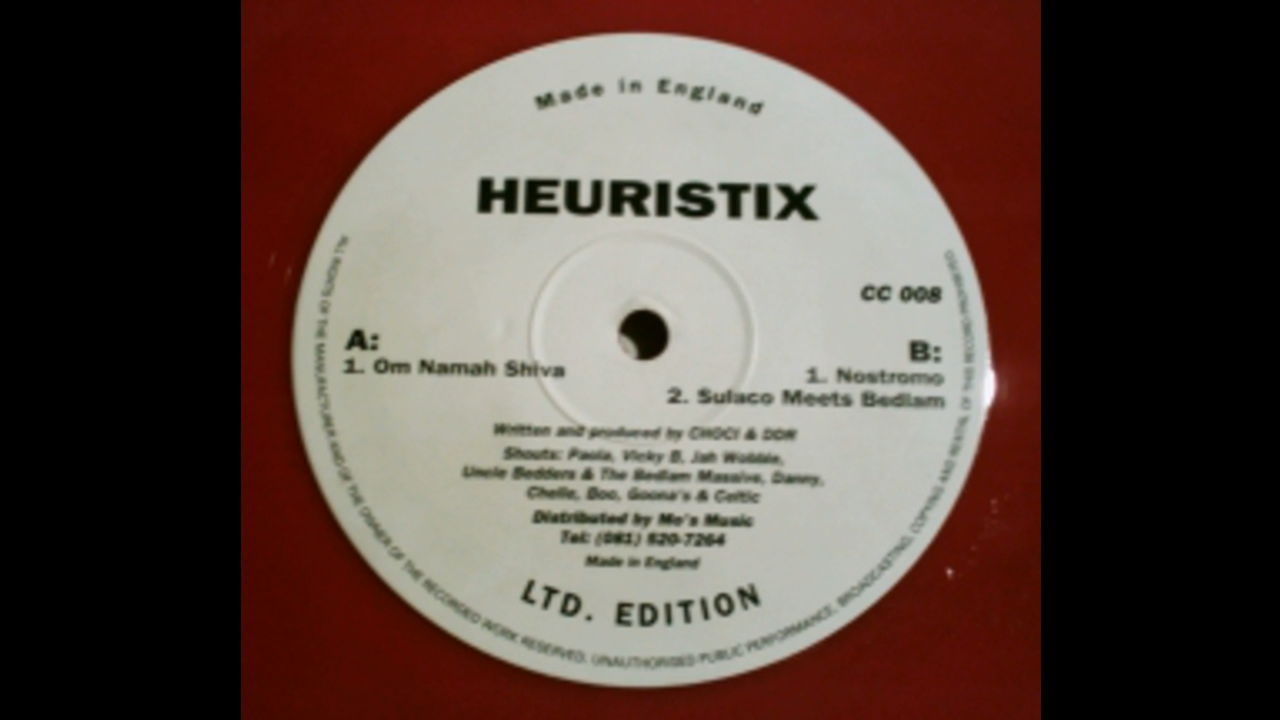 Made in England
HEURISTIX
CC 008
A:
1. Om Namah Shiva
B:
1. Nostromo
2. Sulaco Meets Bedlam
Written and produced by CHOCI & DDR
Shouts: Paola, Vicky B, Jah Wobble,
Uncle Bedders & The Bedlam Massive, Danny,
Chelle, Boo, Goona's & Celtic
Distributed by Mo's Music
Tel: (081) 520-7264
Made in England
LTD. EDITION
ALL RIGHTS OF THE MANUFACTURER AND OF THE OWNER OF THE RECORDED WORK RESERVED. UNAUTHORISED PUBLIC PERFORMANCE, BROADCASTING, COPYING AND RENTAL OF THIS RECORD PROHIBITED.